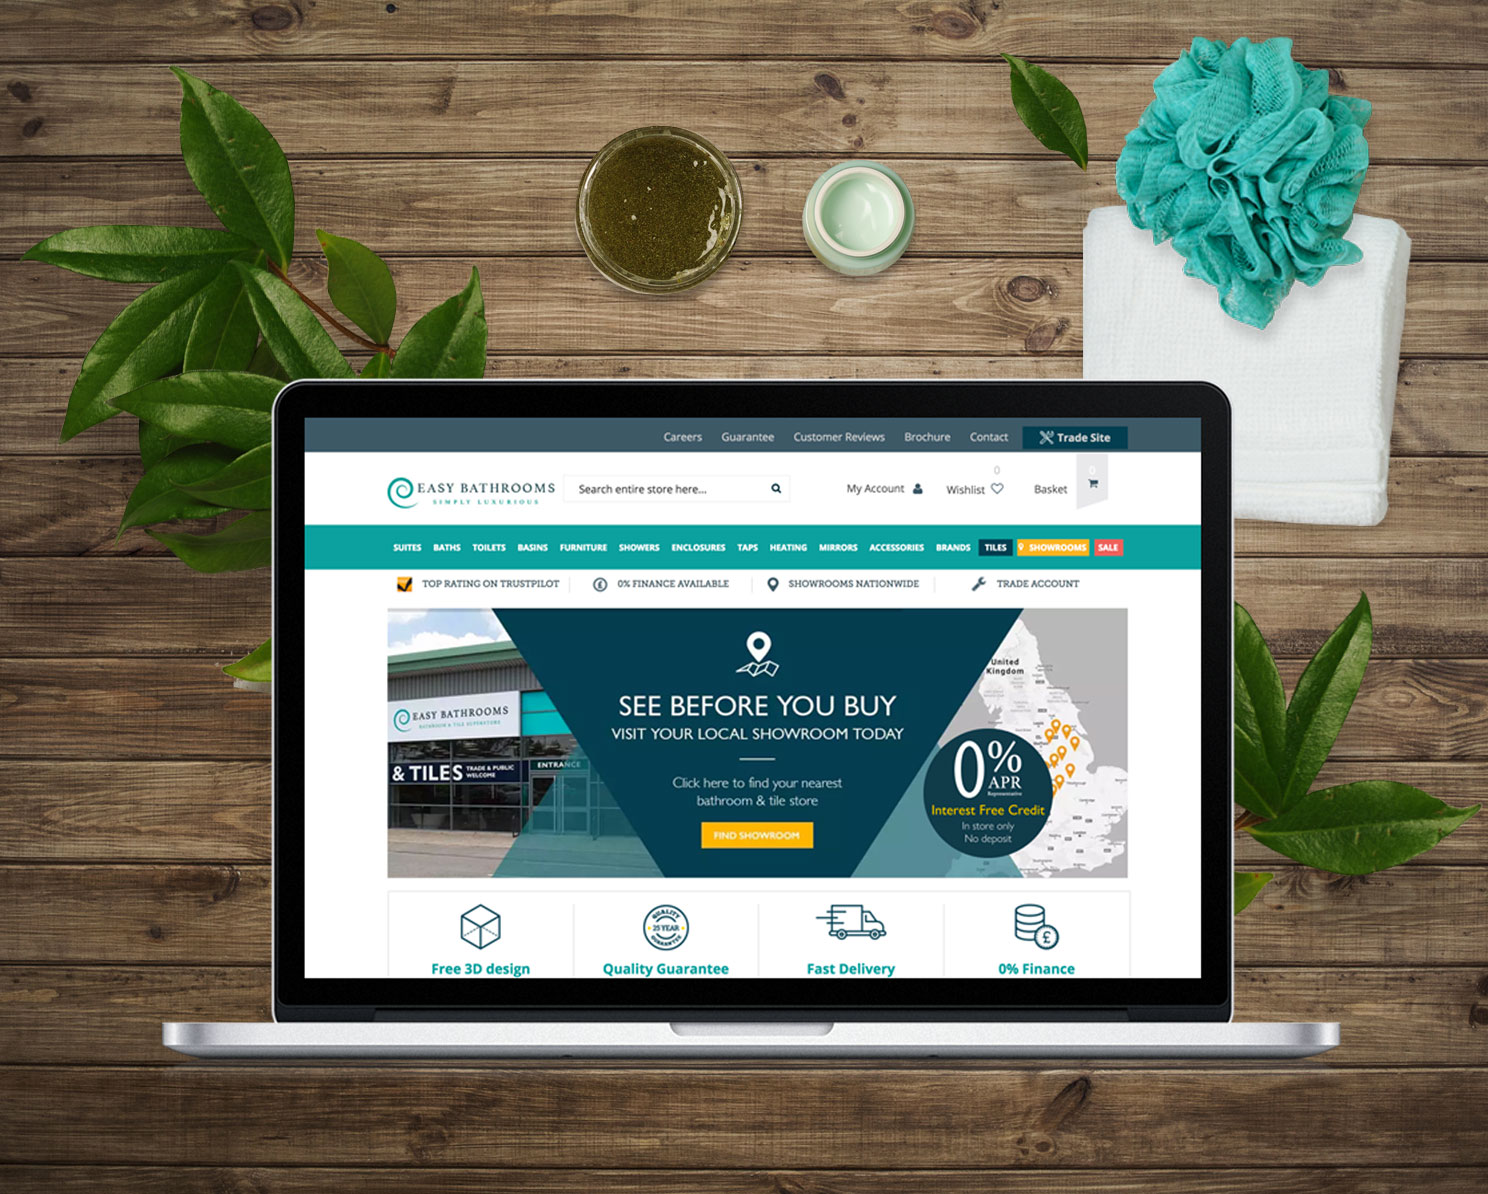 Careers Guarantee Customer Reviews Brochure Contact Trade Site
EASY BATHROOMS
SIMPLY LUXURIOUS
Search entire store here...
My Account
Wishlist 0
Basket 0
SUITES BATHS TOILETS BASINS FURNITURE SHOWERS ENCLOSURES TAPS HEATING MIRRORS ACCESSORIES BRANDS TILES SHOWROOMS SALE
TOP RATING ON TRUSTPILOT £ 0% FINANCE AVAILABLE SHOWROOMS NATIONWIDE TRADE ACCOUNT
EASY BATHROOMS
BATHROOM & TILE SUPERSTORE
& TILES TRADE & PUBLIC
WELCOME
ENTRANCE
SEE BEFORE YOU BUY
VISIT YOUR LOCAL SHOWROOM TODAY
Click here to find your nearest
bathroom & tile store
FIND SHOWROOM
United
Kingdom
0%
APR
Representative
Interest Free Credit
In store only
No deposit
QUALITY
25 YEAR
GUARANTEE
£
Free 3D design Quality Guarantee Fast Delivery 0% Finance